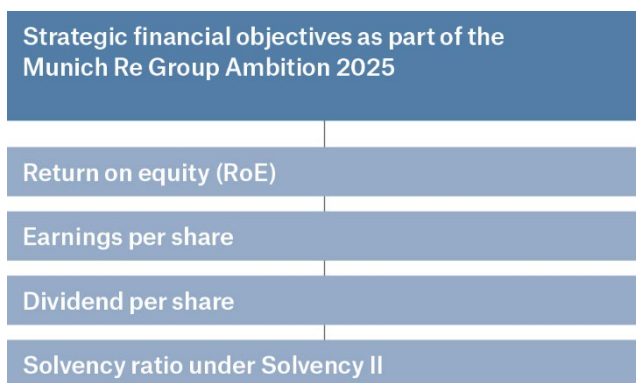 Strategic financial objectives as part of the
Munich Re Group Ambition 2025
Return on equity (RoE)
Earnings per share
Dividend per share
Solvency ratio under Solvency II